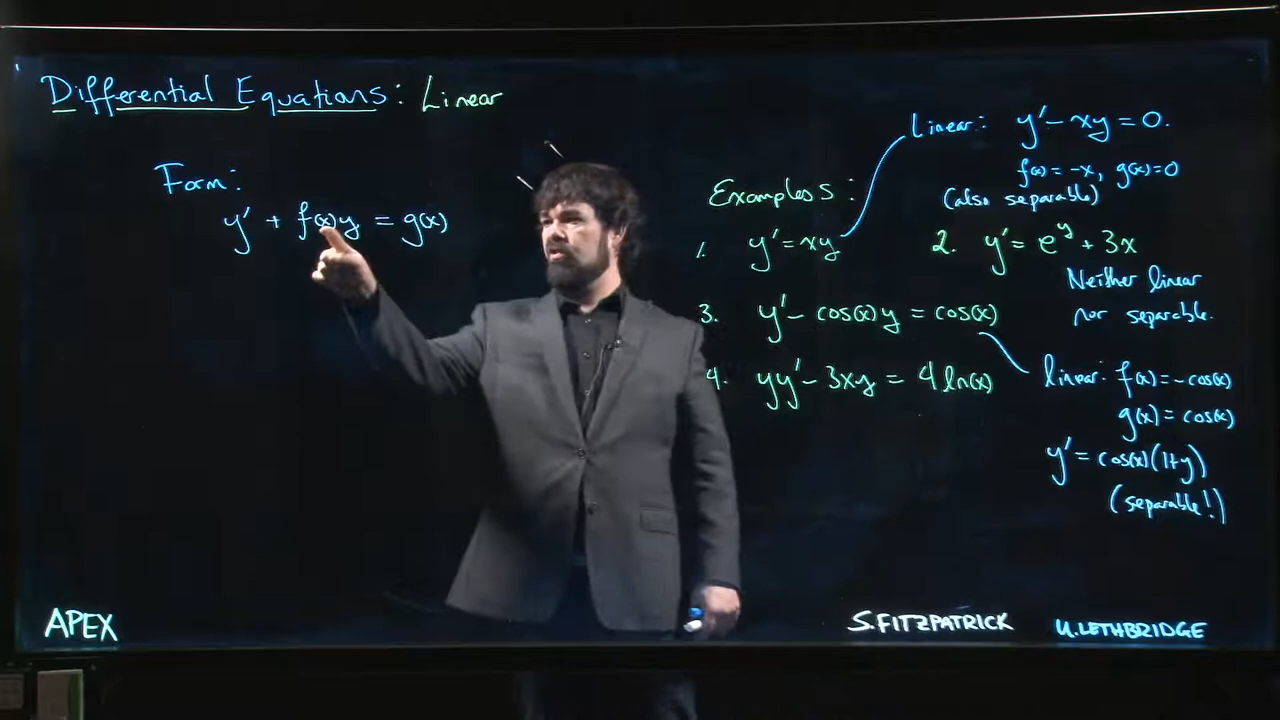 Differential Equations: Linear
Form:
y' + f(x)y = g(x)
Examples:
1. y' = xy
Linear: y' - xy = 0.
f(x) = -x, g(x) = 0
(also separable)
2. y' = e^y + 3x
Neither linear
nor separable.
3. y' - cos(x)y = cos(x)
linear: f(x) = -cos(x)
g(x) = cos(x)
y' = cos(x)(1+y)
(separable!)
4. yy' - 3xy = 4 ln(x)
APEX
S.FITZPATRICK
U.LETHBRIDGE